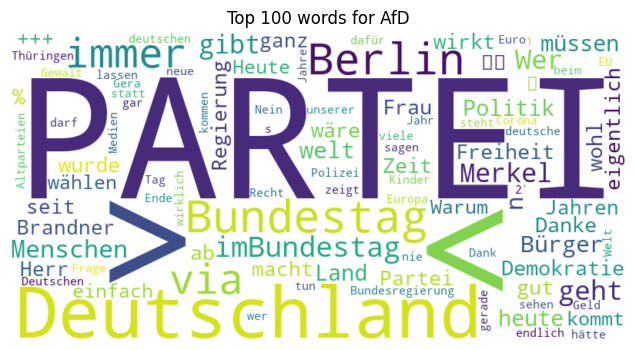 Top 100 words for AfD
+++ immer gibt ganz Jahre Berlin wirkt dafür Euro 1 müssen
Thüringen deutschen Gewalt lassen neue Heute Wer beim EU
% Gera statt gar Regierung
PARTEI
Altparteien darf Medien kommen Nein unserer Frau Politik wohl eigentlich
s wäre viele Jahr steht Corona deutsche
welt Polizei sagen Freiheit
wurde Tag zeigt Zeit Kinder Merkel
wählen Ende wirklich Recht Europa n 2
seit > Bundestag < Warum Jahren
Brandner Danke
Menschen ab imBundestag nie Dank Bürger Welt
Herr Frage via macht Land Partei Demokratie
Deutschen einfach tun Bundesregierung gut geht
Deutschland gerade sehen Geld
wer heute kommt
endlich hätte